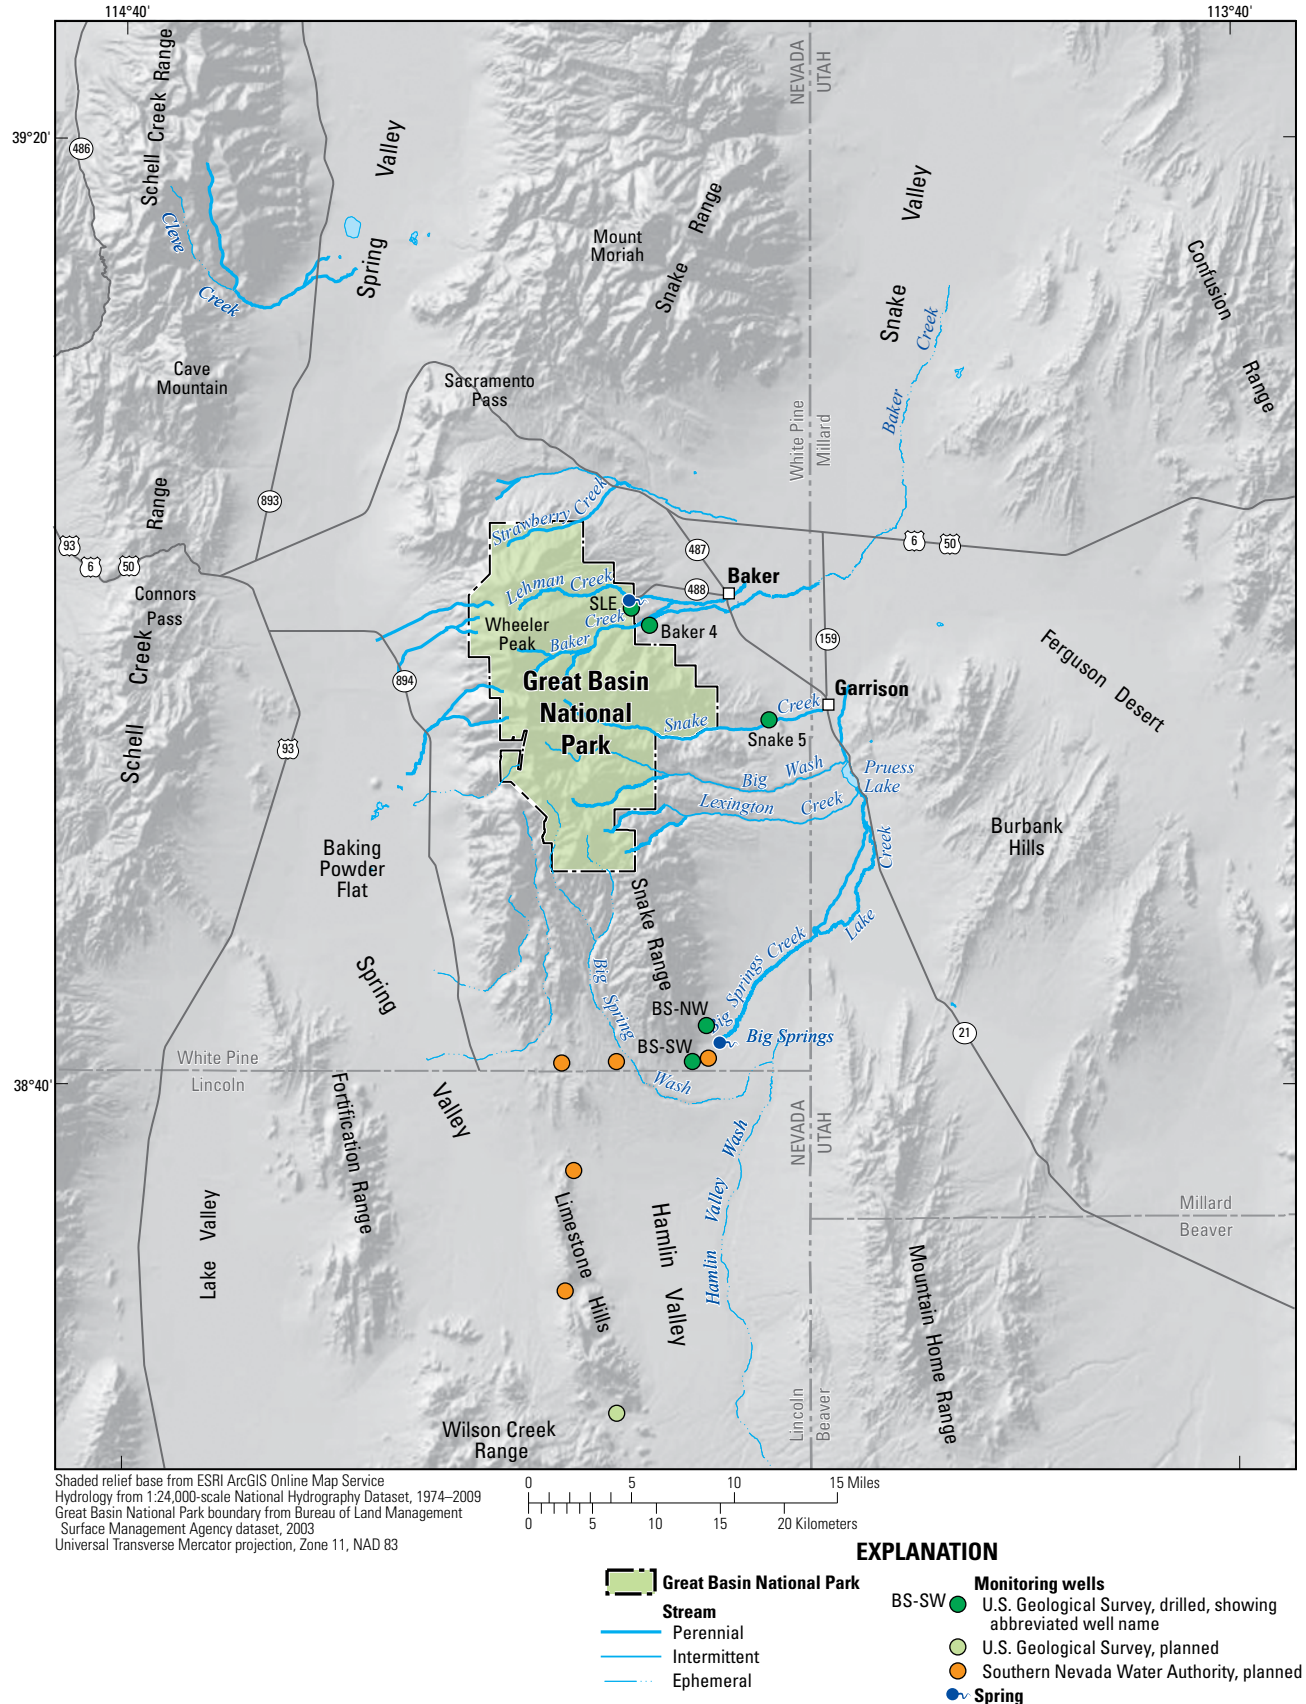 114°40'
113°40'
39°20'
38°40'
NEVADA
UTAH
486
Schell Creek Range
Valley
Spring
Cleve
Creek
Mount
Moriah
Snake
Range
Valley
Snake
Confusion
Range
Baker
Creek
Cave
Mountain
Sacramento
Pass
White Pine
Millard
Range
893
93
6
50
Connors
Pass
Strawberry Creek
487
6
50
488
Baker
Lehman Creek
SLE
Wheeler
Peak
Baker
Creek
Baker 4
159
Ferguson Desert
Schell Creek
894
Great Basin
National
Park
Garrison
Snake
Creek
Snake 5
93
Big Wash
Pruess
Lake
Lexington Creek
Burbank
Hills
Baking
Powder
Flat
Creek
Lake
Snake Range
Spring
Big Spring
Big Springs Creek
BS-NW
BS-SW
Big Springs
21
White Pine
Lincoln
Wash
Valley
Fortification Range
NEVADA
UTAH
Hamlin Valley Wash
Lake Valley
Limestone Hills
Hamlin Valley
Millard
Beaver
Mountain Home Range
Lincoln
Beaver
Wilson Creek
Range
Shaded relief base from ESRI ArcGIS Online Map Service
Hydrology from 1:24,000-scale National Hydrography Dataset, 1974–2009
Great Basin National Park boundary from Bureau of Land Management
Surface Management Agency dataset, 2003
Universal Transverse Mercator projection, Zone 11, NAD 83
0 5 10 15 Miles
0 5 10 15 20 Kilometers
EXPLANATION
Great Basin National Park
Stream
Perennial
Intermittent
Ephemeral
Monitoring wells
BS-SW
U.S. Geological Survey, drilled, showing
abbreviated well name
U.S. Geological Survey, planned
Southern Nevada Water Authority, planned
Spring